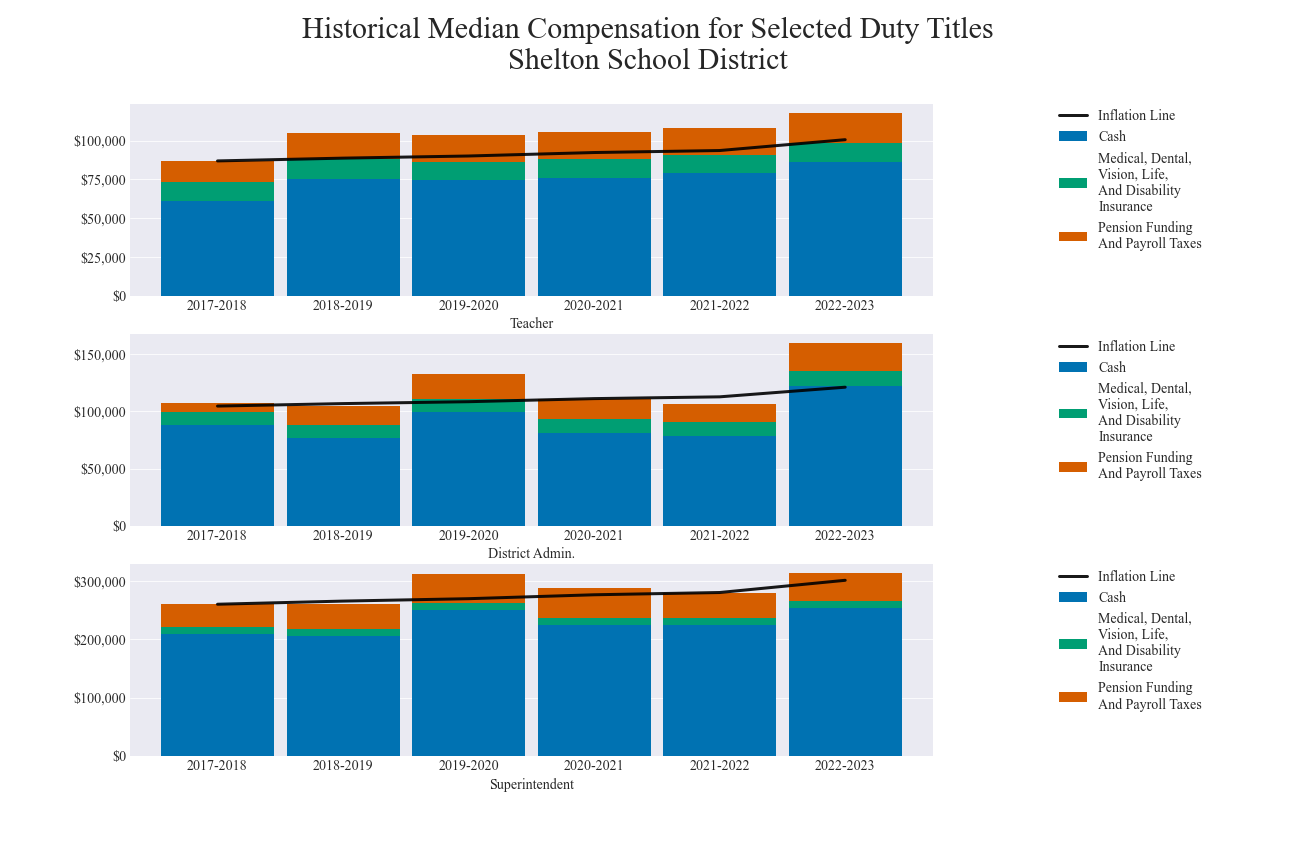 Historical Median Compensation for Selected Duty Titles
Shelton School District
$100,000
$75,000
$50,000
$25,000
$0
2017-2018
2018-2019
2019-2020
2020-2021
2021-2022
2022-2023
Teacher
Inflation Line
Cash
Medical, Dental,
Vision, Life,
And Disability
Insurance
Pension Funding
And Payroll Taxes
$150,000
$100,000
$50,000
$0
2017-2018
2018-2019
2019-2020
2020-2021
2021-2022
2022-2023
District Admin.
Inflation Line
Cash
Medical, Dental,
Vision, Life,
And Disability
Insurance
Pension Funding
And Payroll Taxes
$300,000
$200,000
$100,000
$0
2017-2018
2018-2019
2019-2020
2020-2021
2021-2022
2022-2023
Superintendent
Inflation Line
Cash
Medical, Dental,
Vision, Life,
And Disability
Insurance
Pension Funding
And Payroll Taxes